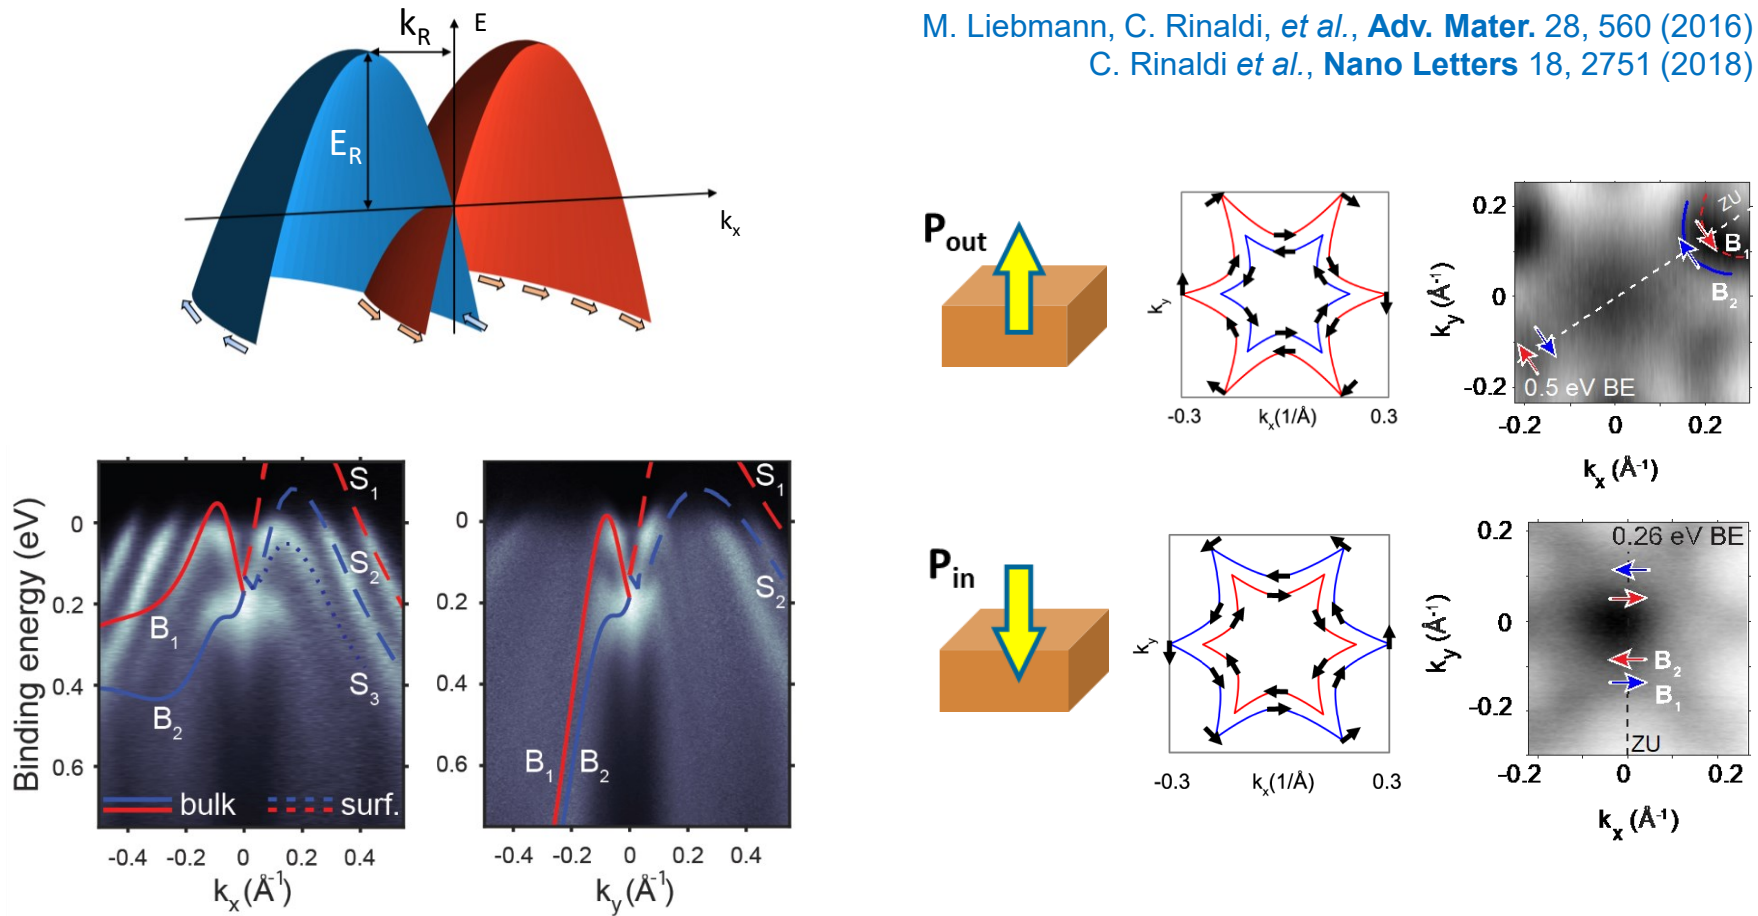 M. Liebmann, C. Rinaldi, et al., Adv. Mater. 28, 560 (2016)
C. Rinaldi et al., Nano Letters 18, 2751 (2018)
k_R
E
E_R
k_x
P_out
k_y
-0.3
k_x(1/Å)
0.3
0.2
0
-0.2
k_y (Å⁻¹)
ZU
B_1
B_2
0.5 eV BE
-0.2
0
0.2
k_x (Å⁻¹)
Binding energy (eV)
0
0.2
0.4
0.6
S_1
S_2
S_3
B_1
B_2
bulk
surf.
-0.4
-0.2
0
0.2
0.4
k_x(Å⁻¹)
0
0.2
0.4
0.6
S_1
S_2
B_1
B_2
-0.4
-0.2
0
0.2
0.4
k_y(Å⁻¹)
P_in
k_y
-0.3
k_x(1/Å)
0.3
0.2
0
-0.2
k_y (Å⁻¹)
0.26 eV BE
B_2
B_1
ZU
-0.2
0
0.2
k_x (Å⁻¹)